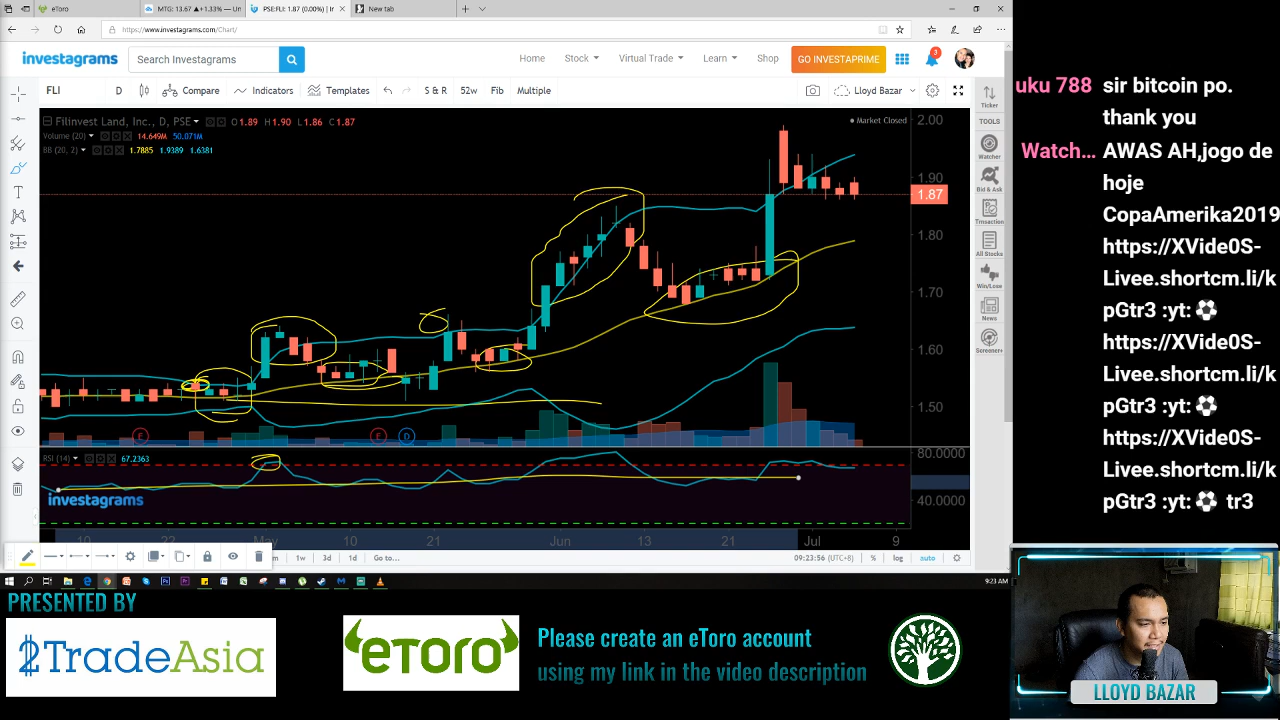 eToro
MTG: 13.67 ▲+1.33% — Un
PSE:FLI: 1.87 (0.00%) | Ir
New tab
https://www.investagrams.com/Chart/
investagrams
Search Investagrams
Home
Stock
Virtual Trade
Learn
Shop
GO INVESTAPRIME
3
FLI
D
Compare
Indicators
Templates
S & R
52w
Fib
Multiple
Lloyd Bazar
Filinvest Land, Inc., D, PSE
O 1.89 H 1.90 L 1.86 C 1.87
Market Closed
Volume (20)
14.649M 50.071M
BB (20, 2)
1.7885 1.9389 1.6381
2.00
1.90
1.87
1.80
1.70
1.60
1.50
E
E
D
RSI (14)
67.2363
80.0000
40.0000
investagrams
10
22
May
10
21
Jun
13
21
Jul
9
1w
3d
1d
Go to...
09:23:56 (UTC+8)
%
log
auto
Ticker
TOOLS
Watcher
Bid & Ask
Trnsaction
All Stocks
Win/Lose
News
Screener+
9:23 AM
uku 788 sir bitcoin po.
thank you
Watch… AWAS AH,jogo de
hoje
CopaAmerika2019
https://XVide0S-
Livee.shortcm.li/k
pGtr3 :yt: ⚽
https://XVide0S-
Livee.shortcm.li/k
pGtr3 :yt: ⚽
https://XVide0S-
Livee.shortcm.li/k
pGtr3 :yt: ⚽ tr3
PRESENTED BY
2TradeAsia
eToro
Please create an eToro account
using my link in the video description
LLOYD BAZAR